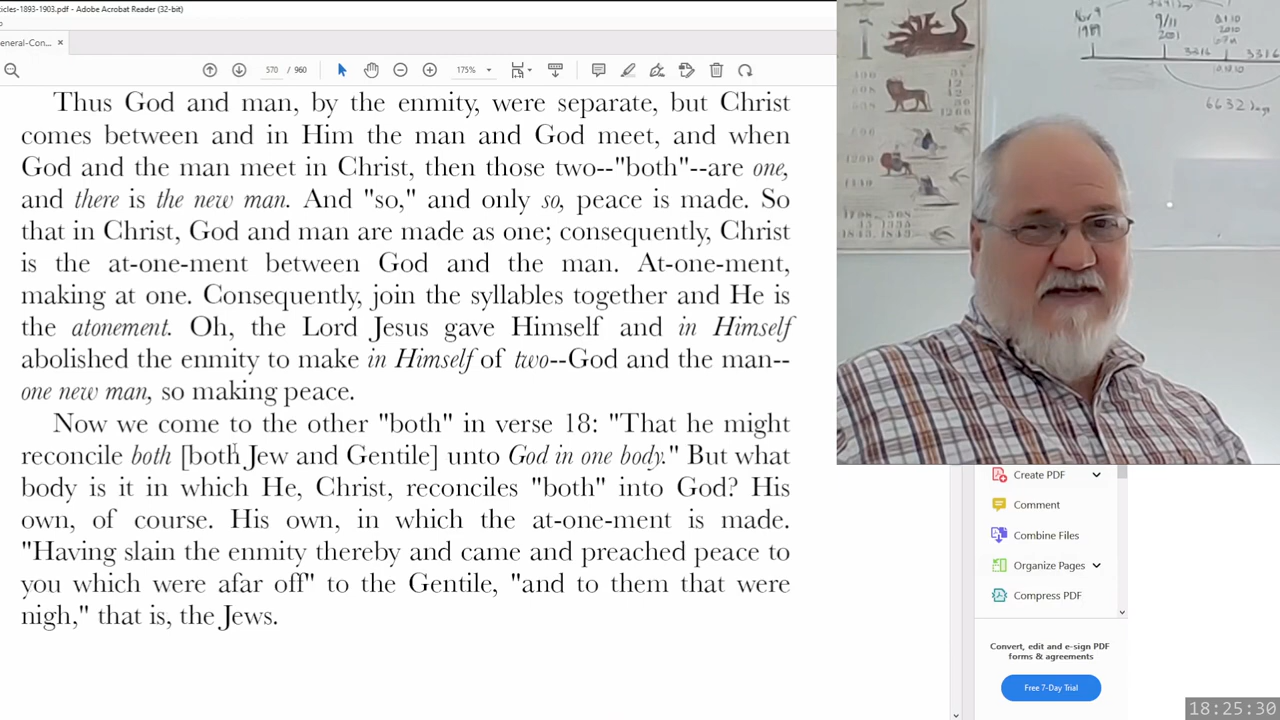 icles-1893-1903.pdf - Adobe Acrobat Reader (32-bit)
eneral-Con... ×
570 / 960
175%
Thus God and man, by the enmity, were separate, but Christ
comes between and in Him the man and God meet, and when
God and the man meet in Christ, then those two--"both"--are one,
and there is the new man. And "so," and only so, peace is made. So
that in Christ, God and man are made as one; consequently, Christ
is the at-one-ment between God and the man. At-one-ment,
making at one. Consequently, join the syllables together and He is
the atonement. Oh, the Lord Jesus gave Himself and in Himself
abolished the enmity to make in Himself of two--God and the man--
one new man, so making peace.
Now we come to the other "both" in verse 18: "That he might
reconcile both [both Jew and Gentile] unto God in one body." But what
body is it in which He, Christ, reconciles "both" into God? His
own, of course. His own, in which the at-one-ment is made.
"Having slain the enmity thereby and came and preached peace to
you which were afar off" to the Gentile, "and to them that were
nigh," that is, the Jews.
Nov 9
1989
9/11
2001
2010
3316
3316
6632 days
Create PDF
Comment
Combine Files
Organize Pages
Compress PDF
Convert, edit and e-sign PDF
forms & agreements
Free 7-Day Trial
18:25:30